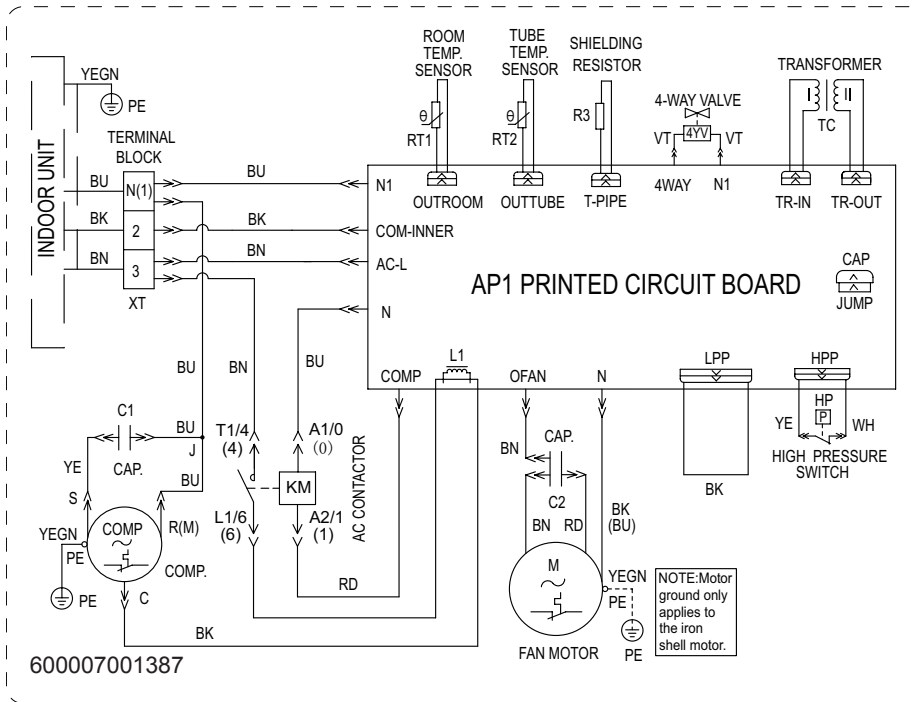 ROOM
TEMP.
SENSOR
TUBE
TEMP.
SENSOR
SHIELDING
RESISTOR
TRANSFORMER
YEGN
PE
θ
RT1
θ
RT2
R3
4-WAY VALVE
4YV
VT
VT
I
II
TC
INDOOR UNIT
TERMINAL
BLOCK
BU
N(1)
BU
N1
OUTROOM
OUTTUBE
T-PIPE
4WAY
N1
TR-IN
TR-OUT
BK
2
BK
COM-INNER
BN
3
BN
AC-L
XT
AP1 PRINTED CIRCUIT BOARD
CAP
JUMP
N
BU
BN
BU
COMP
L1
OFAN
N
LPP
HPP
C1
CAP.
BU
J
YE
S
BU
R(M)
T1/4
(4)
A1/0
(0)
KM
AC CONTACTOR
L1/6
(6)
A2/1
(1)
RD
BN
CAP.
C2
BN
RD
BK
(BU)
BK
HP
P
YE
WH
HIGH PRESSURE
SWITCH
YEGN
PE
COMP
COMP.
PE
C
BK
M
FAN MOTOR
YEGN
PE
PE
NOTE:Motor
ground only
applies to
the iron
shell motor.
600007001387